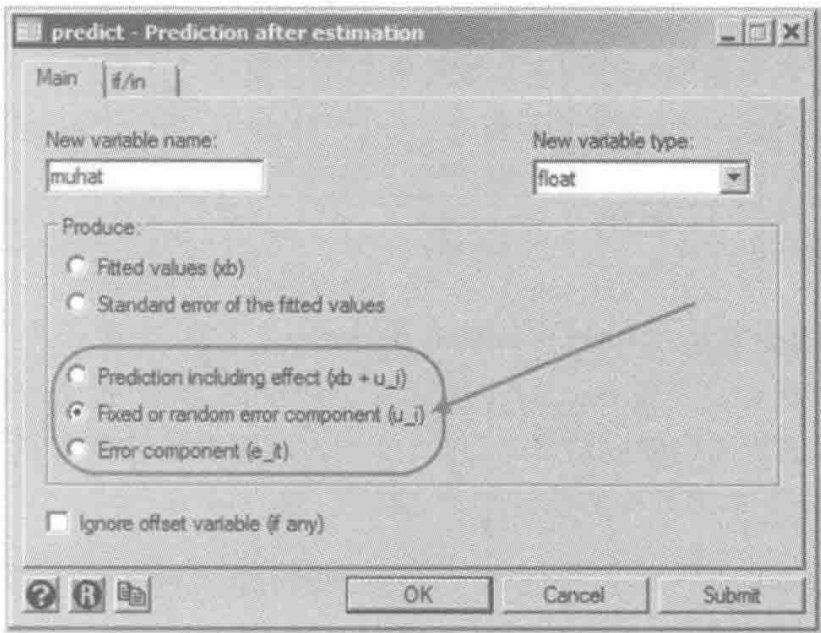 predict - Prediction after estimation
Main if/in
New variable name: New variable type:
muhat float
Produce:
Fitted values (xb)
Standard error of the fitted values
Prediction including effect (xb + u_i)
Fixed or random error component (u_i)
Error component (e_it)
Ignore offset variable (if any)
? R OK Cancel Submit